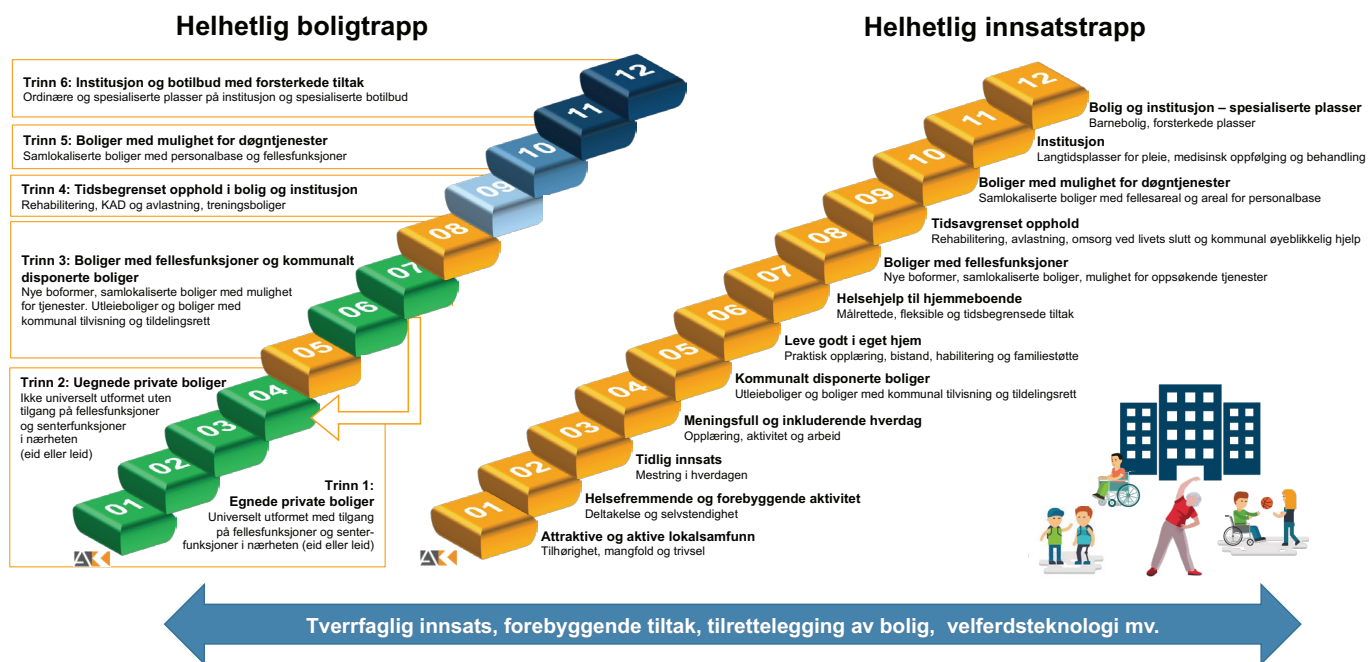 Helhetlig boligtrapp
Trinn 6: Institusjon og botilbud med forsterkede tiltak
Ordinære og spesialiserte plasser på institusjon og spesialiserte botilbud
Trinn 5: Boliger med mulighet for døgntjenester
Samlokaliserte boliger med personalbase og fellesfunksjoner
Trinn 4: Tidsbegrenset opphold i bolig og institusjon
Rehabilitering, KAD og avlastning, treningsboliger
Trinn 3: Boliger med fellesfunksjoner og kommunalt
disponerte boliger
Nye boformer, samlokaliserte boliger med mulighet
for tjenester. Utleieboliger og boliger med
kommunal tilvisning og tildelingsrett
Trinn 2: Uegnede private boliger
Ikke universelt utformet uten
tilgang på fellesfunksjoner
og senterfunksjoner
i nærheten
(eid eller leid)
Trinn 1:
Egnede private boliger
Universelt utformet med tilgang
på fellesfunksjoner og senter-
funksjoner i nærheten (eid eller leid)
12
11
10
09
08
07
06
05
04
03
02
01
Helhetlig innsatstrapp
12
Bolig og institusjon – spesialiserte plasser
Barnebolig, forsterkede plasser
11
Institusjon
Langtidsplasser for pleie, medisinsk oppfølging og behandling
10
Boliger med mulighet for døgntjenester
Samlokaliserte boliger med fellesareal og areal for personalbase
09
Tidsavgrenset opphold
Rehabilitering, avlastning, omsorg ved livets slutt og kommunal øyeblikkelig hjelp
08
Boliger med fellesfunksjoner
Nye boformer, samlokaliserte boliger, mulighet for oppsøkende tjenester
07
Helsehjelp til hjemmeboende
Målrettede, fleksible og tidsbegrensede tiltak
06
Leve godt i eget hjem
Praktisk opplæring, bistand, habilitering og familiestøtte
05
Kommunalt disponerte boliger
Utleieboliger og boliger med kommunal tilvisning og tildelingsrett
04
Meningsfull og inkluderende hverdag
Opplæring, aktivitet og arbeid
03
Tidlig innsats
Mestring i hverdagen
02
Helsefremmende og forebyggende aktivitet
Deltakelse og selvstendighet
01
Attraktive og aktive lokalsamfunn
Tilhørighet, mangfold og trivsel
Tverrfaglig innsats, forebyggende tiltak, tilrettelegging av bolig, velferdsteknologi mv.